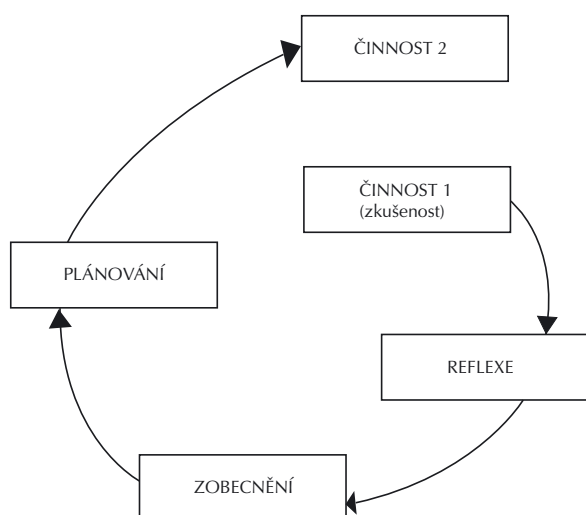 ČINNOST 2
ČINNOST 1
(zkušenost)
PLÁNOVÁNÍ
REFLEXE
ZOBECNĚNÍ